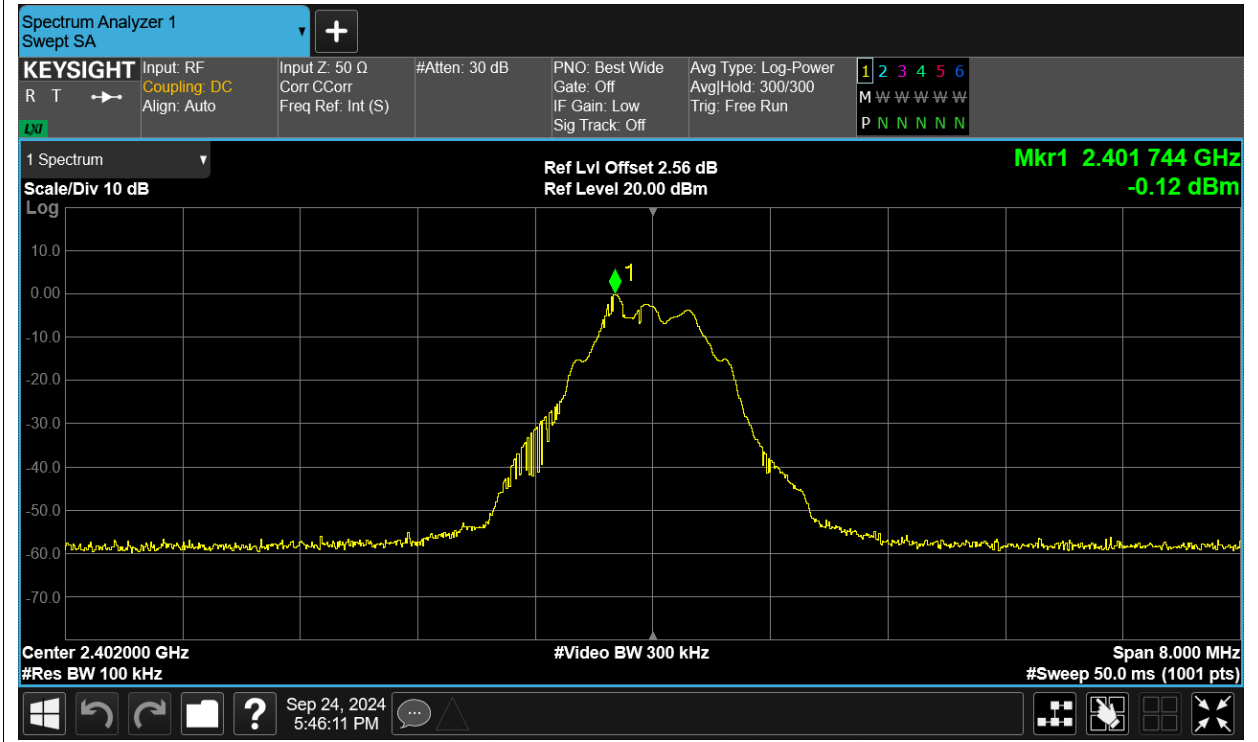 Spectrum Analyzer 1
Swept SA
+
KEYSIGHT
R T
LXI
Input: RF
Coupling: DC
Align: Auto
Input Z: 50 Ω
Corr CCorr
Freq Ref: Int (S)
#Atten: 30 dB
PNO: Best Wide
Gate: Off
IF Gain: Low
Sig Track: Off
Avg Type: Log-Power
Avg|Hold: 300/300
Trig: Free Run
1 2 3 4 5 6
M W W W W W
P N N N N N
1 Spectrum
Scale/Div 10 dB
Log
Ref Lvl Offset 2.56 dB
Ref Level 20.00 dBm
Mkr1 2.401 744 GHz
-0.12 dBm
10.0
0.00
-10.0
-20.0
-30.0
-40.0
-50.0
-60.0
-70.0
1
Center 2.402000 GHz
#Res BW 100 kHz
#Video BW 300 kHz
Span 8.000 MHz
#Sweep 50.0 ms (1001 pts)
?
Sep 24, 2024
5:46:11 PM